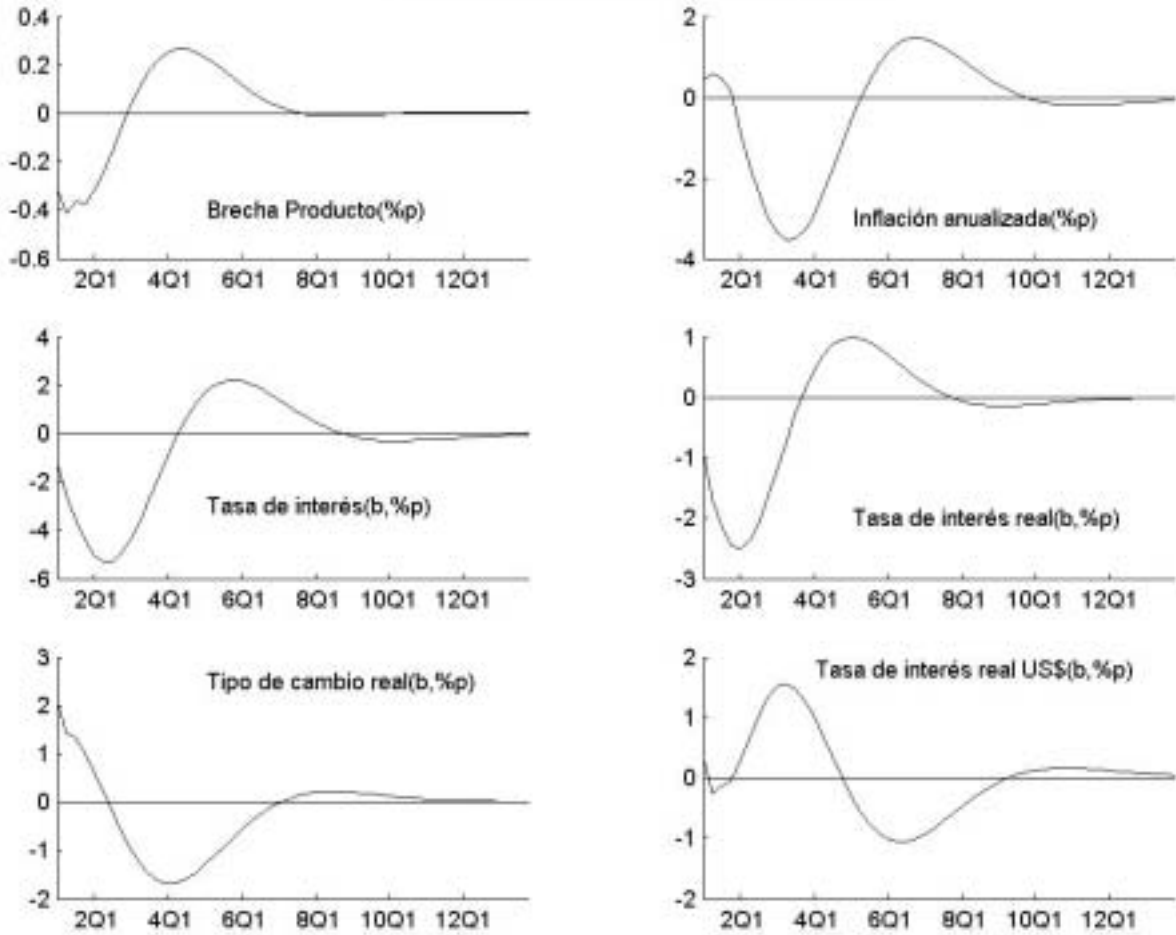 0.4
0.2
0
-0.2
-0.4
-0.6
Brecha Producto(%p)
2Q1 4Q1 6Q1 8Q1 10Q1 12Q1
2
0
-2
-4
Inflación anualizada(%p)
2Q1 4Q1 6Q1 8Q1 10Q1 12Q1
4
2
0
-2
-4
-6
Tasa de interés(b,%p)
2Q1 4Q1 6Q1 8Q1 10Q1 12Q1
1
0
-1
-2
-3
Tasa de interés real(b,%p)
2Q1 4Q1 6Q1 8Q1 10Q1 12Q1
3
2
1
0
-1
-2
Tipo de cambio real(b,%p)
2Q1 4Q1 6Q1 8Q1 10Q1 12Q1
2
1
0
-1
-2
Tasa de interés real US$(b,%p)
2Q1 4Q1 6Q1 8Q1 10Q1 12Q1